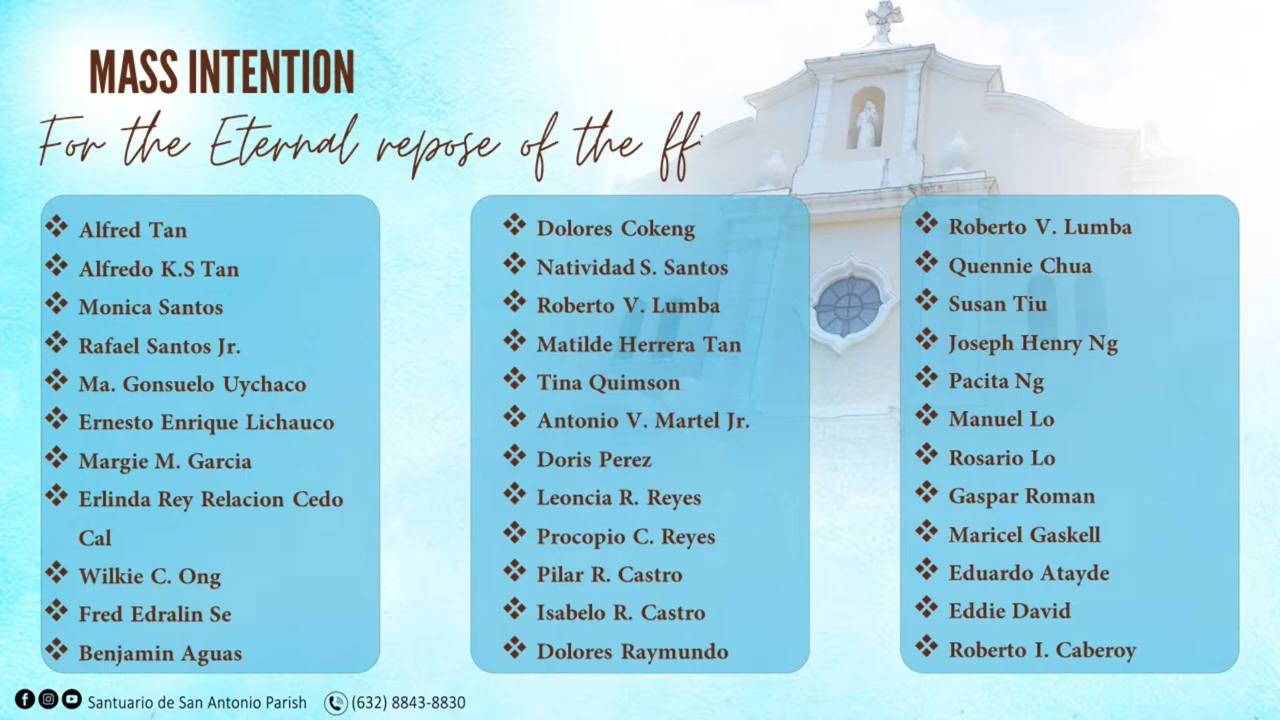 MASS INTENTION
For the Eternal repose of the ff:
❖ Alfred Tan
❖ Alfredo K.S Tan
❖ Monica Santos
❖ Rafael Santos Jr.
❖ Ma. Gonsuelo Uychaco
❖ Ernesto Enrique Lichauco
❖ Margie M. Garcia
❖ Erlinda Rey Relacion Cedo
Cal
❖ Wilkie C. Ong
❖ Fred Edralin Se
❖ Benjamin Aguas
❖ Dolores Cokeng
❖ Natividad S. Santos
❖ Roberto V. Lumba
❖ Matilde Herrera Tan
❖ Tina Quimson
❖ Antonio V. Martel Jr.
❖ Doris Perez
❖ Leoncia R. Reyes
❖ Procopio C. Reyes
❖ Pilar R. Castro
❖ Isabelo R. Castro
❖ Dolores Raymundo
❖ Roberto V. Lumba
❖ Quennie Chua
❖ Susan Tiu
❖ Joseph Henry Ng
❖ Pacita Ng
❖ Manuel Lo
❖ Rosario Lo
❖ Gaspar Roman
❖ Maricel Gaskell
❖ Eduardo Atayde
❖ Eddie David
❖ Roberto I. Caberoy
Santuario de San Antonio Parish (632) 8843-8830